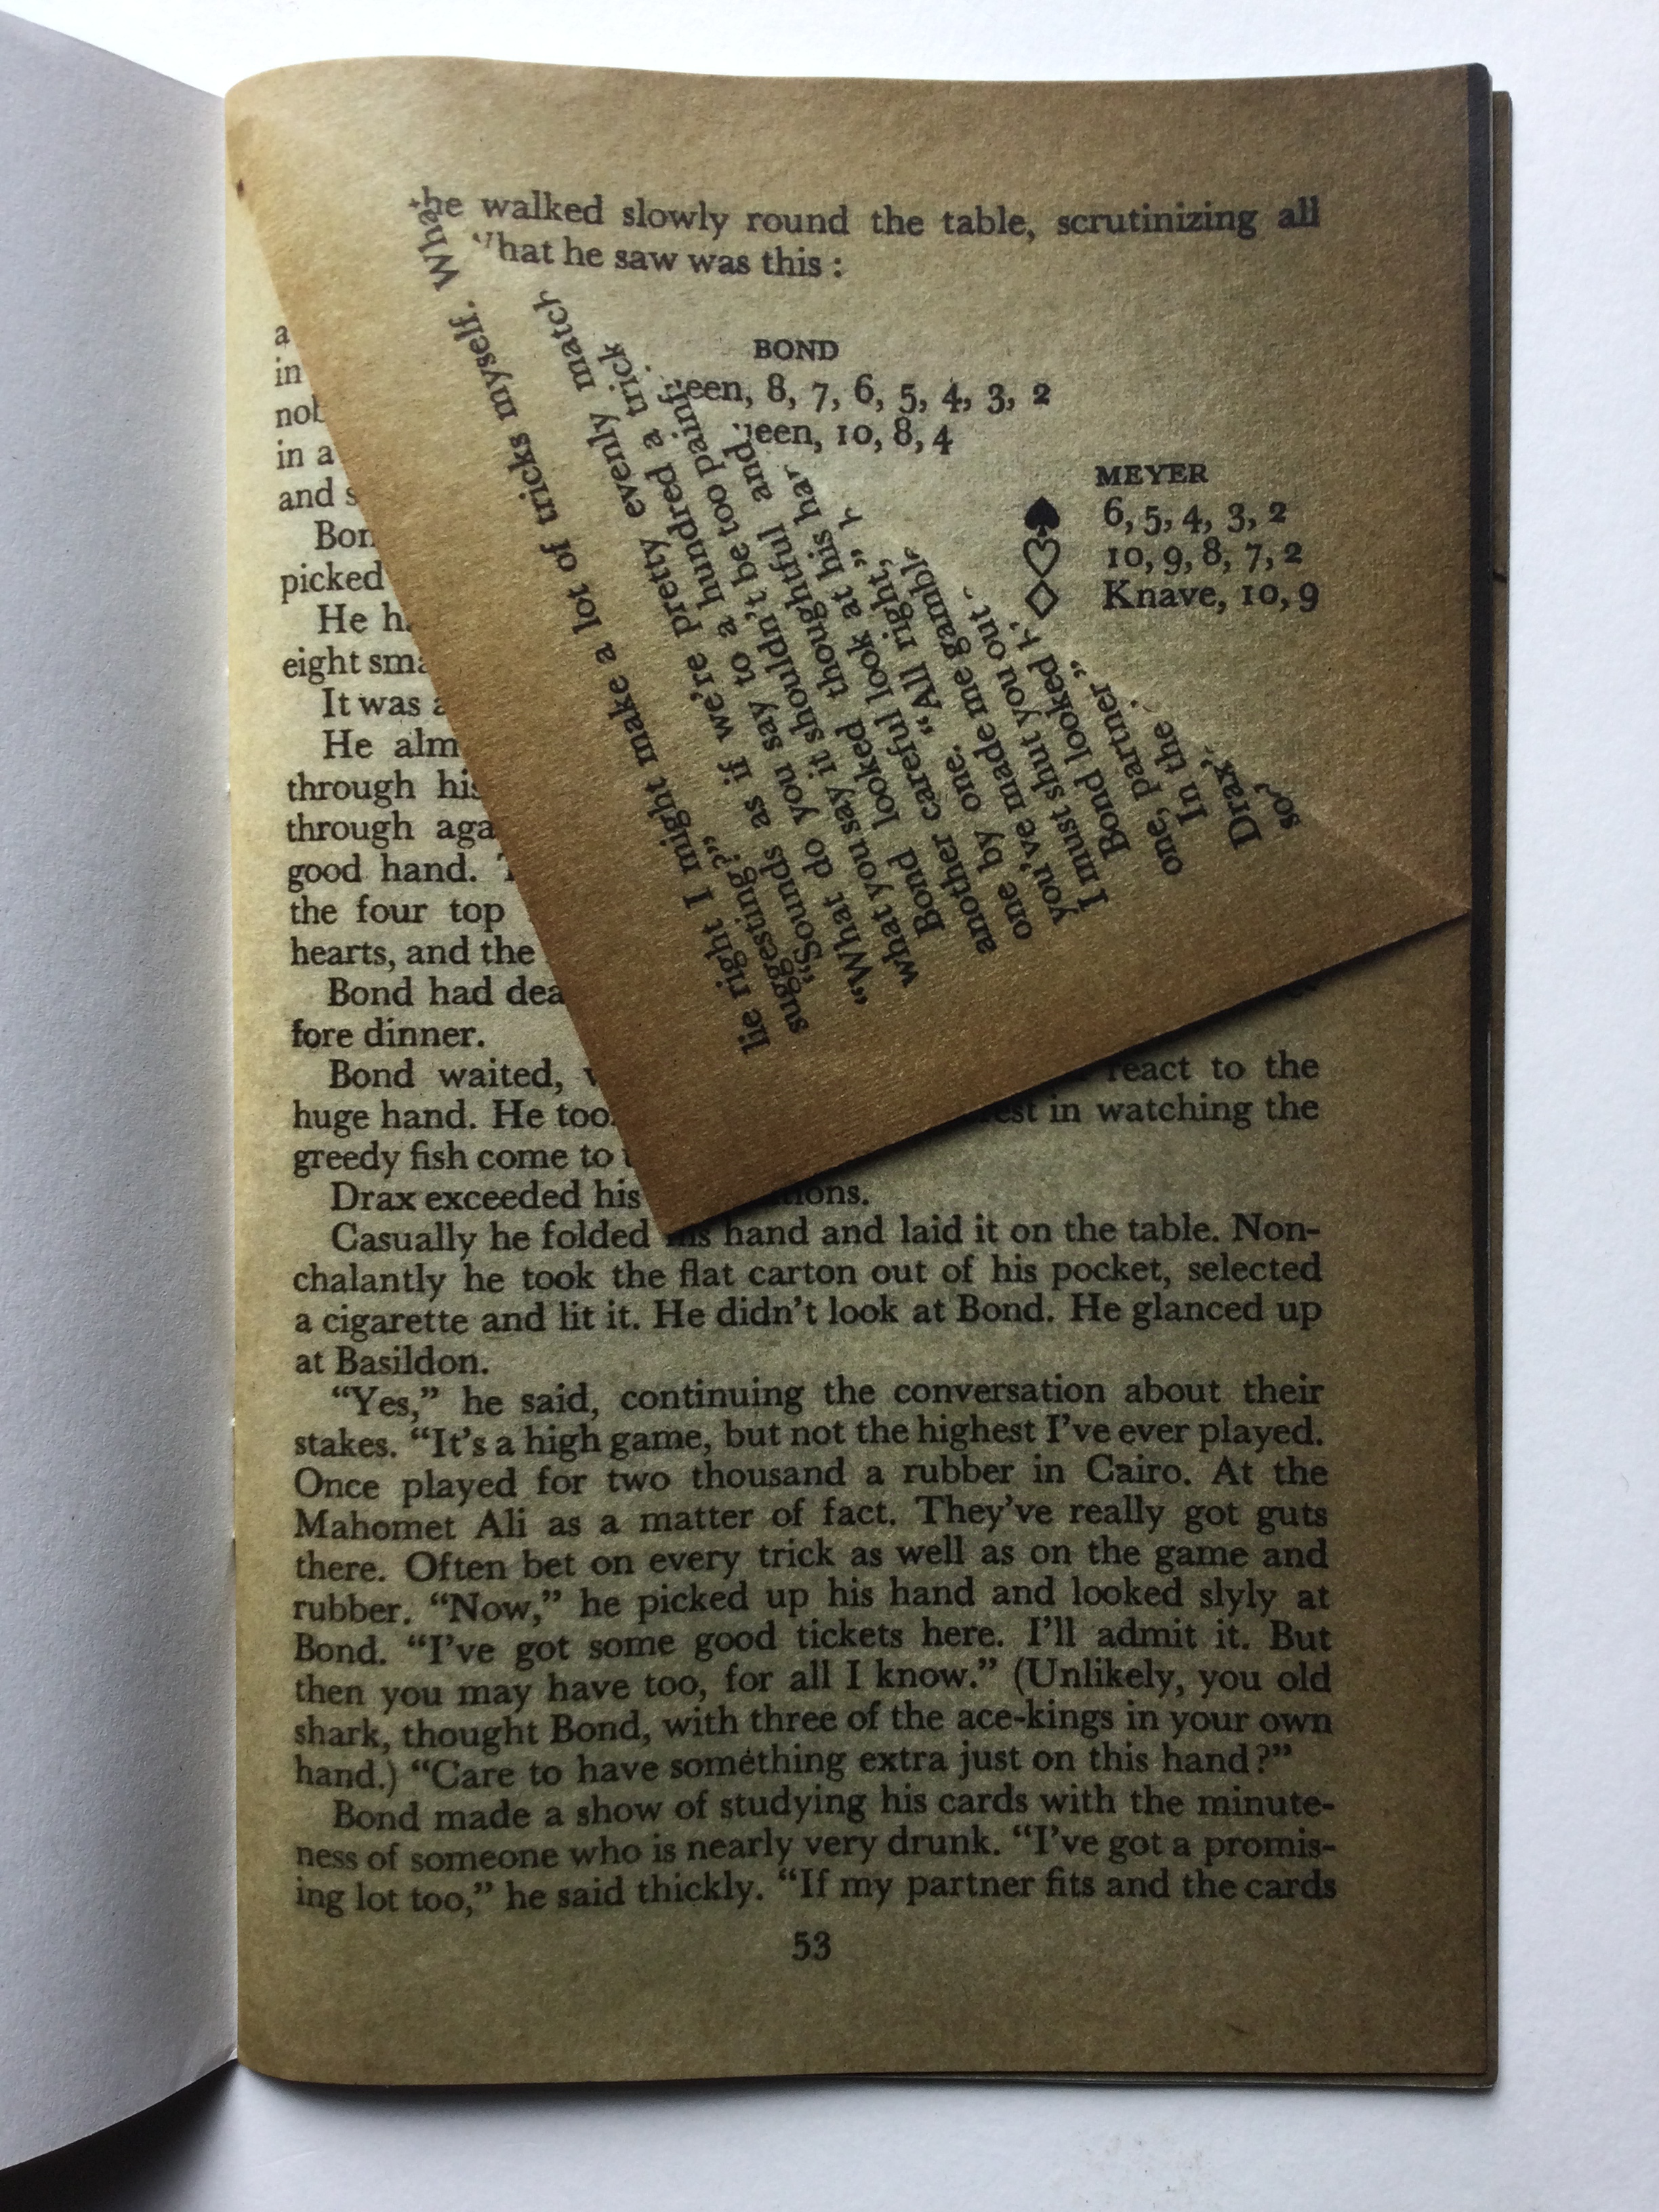 he walked slowly round the table, scrutinizing all
hat he saw was this :
BOND
een, 8, 7, 6, 5, 4, 3, 2
een, 10, 8, 4
MEYER
♠ 6, 5, 4, 3, 2
♡ 10, 9, 8, 7, 2
♢ Knave, 10, 9
lie right I might make a lot of tricks myself. Whe
suggesting?”
“Sounds as if we’re pretty evenly match
“What do you say to a hundred a trick
what you say it shouldn’t be too painf
Bond looked thoughtful and
another careful look at his han
one by one. “All right,” h
you’ve made me gambl
I must shut you out
Bond looked
one, partner”
In the
Drax’
so
a
in
nob
in a
and s
Bon
picked
He h
eight sma
It was a
He alm
through his
through aga
good hand. T
the four top
hearts, and the
Bond had dea
fore dinner.
Bond waited, w react to the
huge hand. He too est in watching the
greedy fish come to t
Drax exceeded his tions.
Casually he folded his hand and laid it on the table. Non-
chalantly he took the flat carton out of his pocket, selected
a cigarette and lit it. He didn’t look at Bond. He glanced up
at Basildon.
“Yes,” he said, continuing the conversation about their
stakes. “It’s a high game, but not the highest I’ve ever played.
Once played for two thousand a rubber in Cairo. At the
Mahomet Ali as a matter of fact. They’ve really got guts
there. Often bet on every trick as well as on the game and
rubber. “Now,” he picked up his hand and looked slyly at
Bond. “I’ve got some good tickets here. I’ll admit it. But
then you may have too, for all I know.” (Unlikely, you old
shark, thought Bond, with three of the ace-kings in your own
hand.) “Care to have something extra just on this hand?”
Bond made a show of studying his cards with the minute-
ness of someone who is nearly very drunk. “I’ve got a promis-
ing lot too,” he said thickly. “If my partner fits and the cards
53